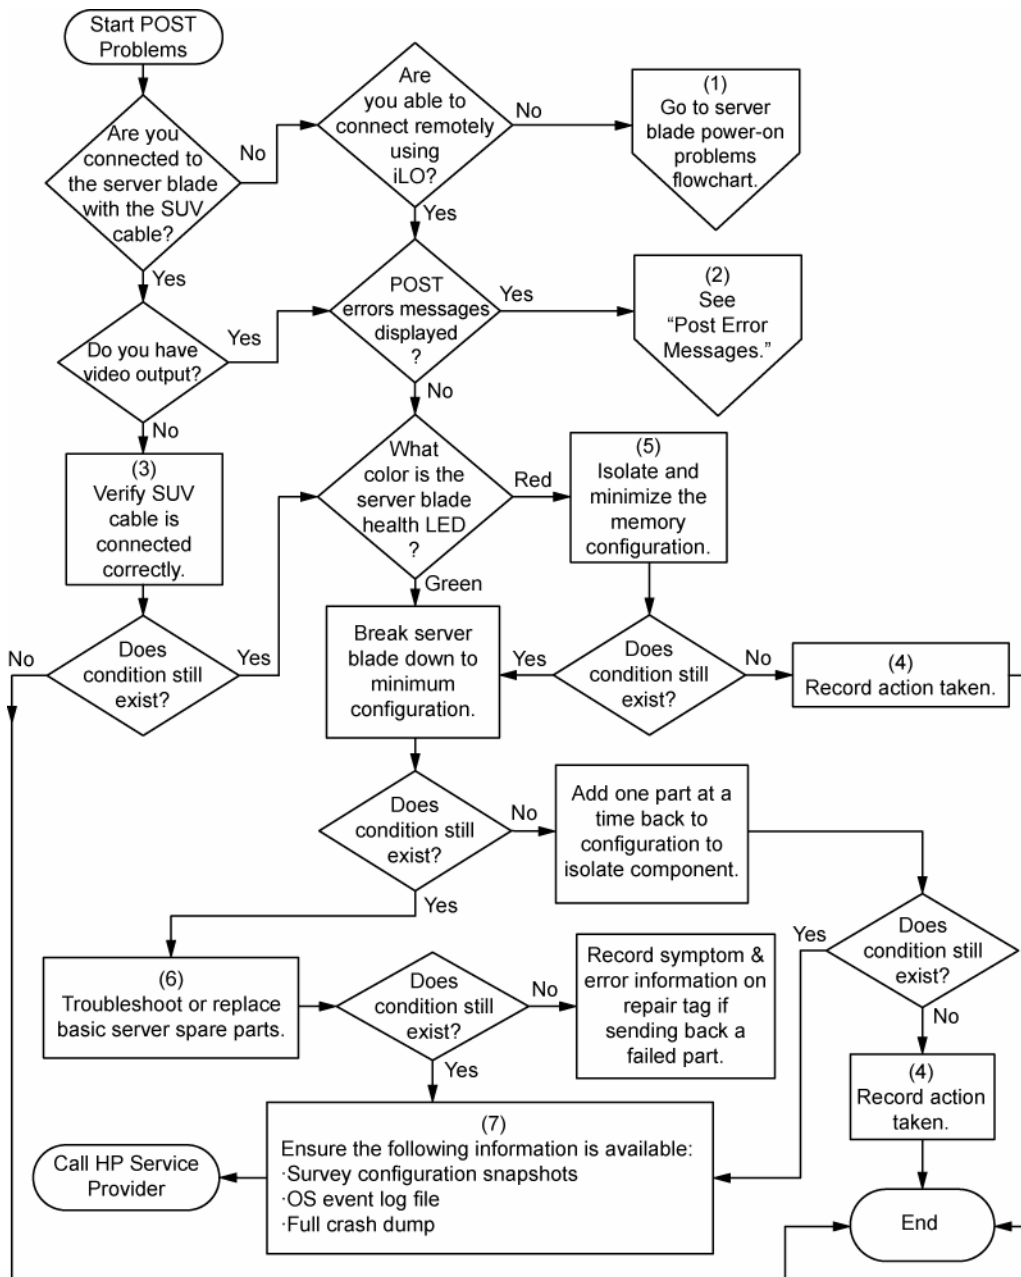 Start POST
Problems
Are you
connected to
the server blade
with the SUV
cable?
No
Are
you able to
connect remotely
using
iLO?
No
(1)
Go to server
blade power-on
problems
flowchart.
Yes
Yes
Do you have
video output?
Yes
POST
errors messages
displayed
?
Yes
(2)
See
“Post Error
Messages.”
No
No
(3)
Verify SUV
cable is
connected
correctly.
What
color is the
server blade
health LED
?
Red
(5)
Isolate and
minimize the
memory
configuration.
Green
No
Does
condition still
exist?
Yes
Break server
blade down to
minimum
configuration.
Yes
Does
condition still
exist?
No
(4)
Record action taken.
Does
condition still
exist?
No
Add one part at a
time back to
configuration to
isolate component.
Yes
Yes
Does
condition still
exist?
No
(6)
Troubleshoot or replace
basic server spare parts.
Does
condition still
exist?
No
Record symptom &
error information on
repair tag if
sending back a
failed part.
Yes
(4)
Record action
taken.
(7)
Ensure the following information is available:
·Survey configuration snapshots
·OS event log file
·Full crash dump
Call HP Service
Provider
End